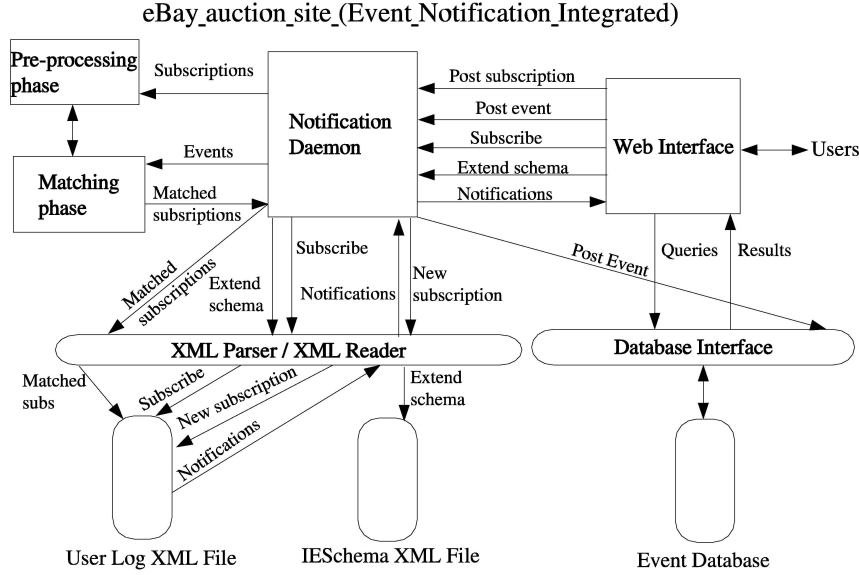 eBay_auction_site_(Event_Notification_Integrated)
Pre-processing
phase
Subscriptions
Notification
Daemon
Post subscription
Post event
Subscribe
Extend schema
Notifications
Web Interface
Users
Events
Matching
phase
Matched
subsriptions
Matched
subscriptions
Extend
schema
Subscribe
Notifications
New
subscription
Post Event
Queries
Results
XML Parser / XML Reader
Database Interface
Matched
subs
Subscribe
New subscription
Notifications
Extend
schema
User Log XML File
IESchema XML File
Event Database